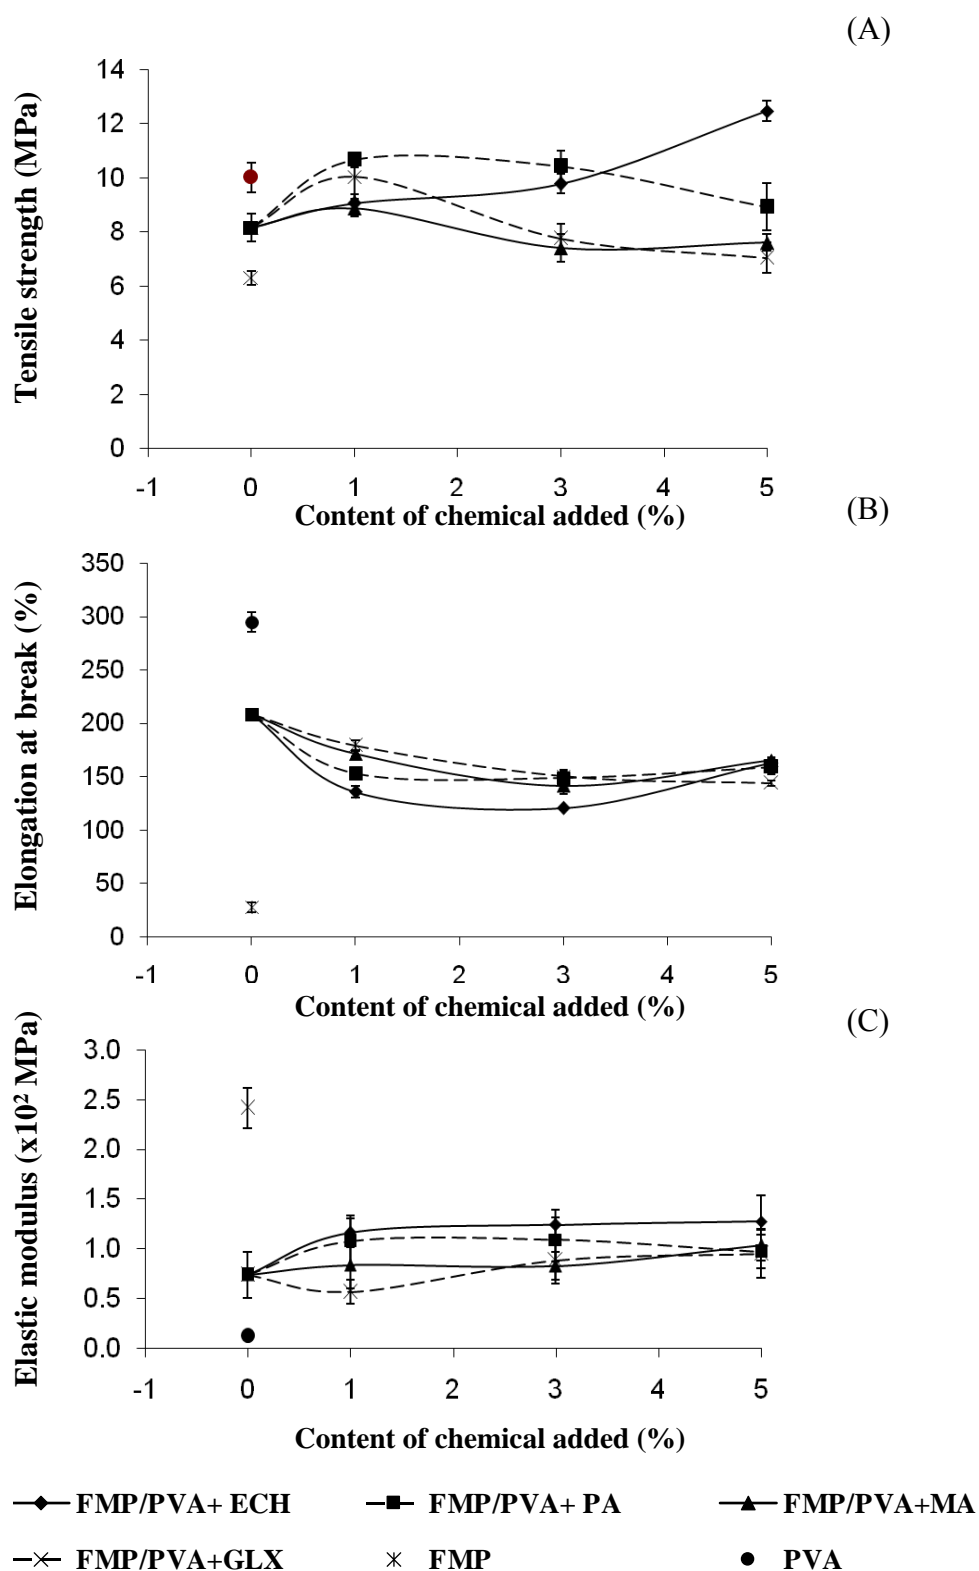 (A)
Tensile strength (MPa)
14
12
10
8
6
4
2
0
-1 0 1 2 3 4 5
Content of chemical added (%)
(B)
Elongation at break (%)
350
300
250
200
150
100
50
0
-1 0 1 2 3 4 5
Content of chemical added (%)
(C)
Elastic modulus (x10² MPa)
3.0
2.5
2.0
1.5
1.0
0.5
0.0
-1 0 1 2 3 4 5
Content of chemical added (%)
FMP/PVA+ ECH FMP/PVA+ PA FMP/PVA+MA
FMP/PVA+GLX FMP PVA